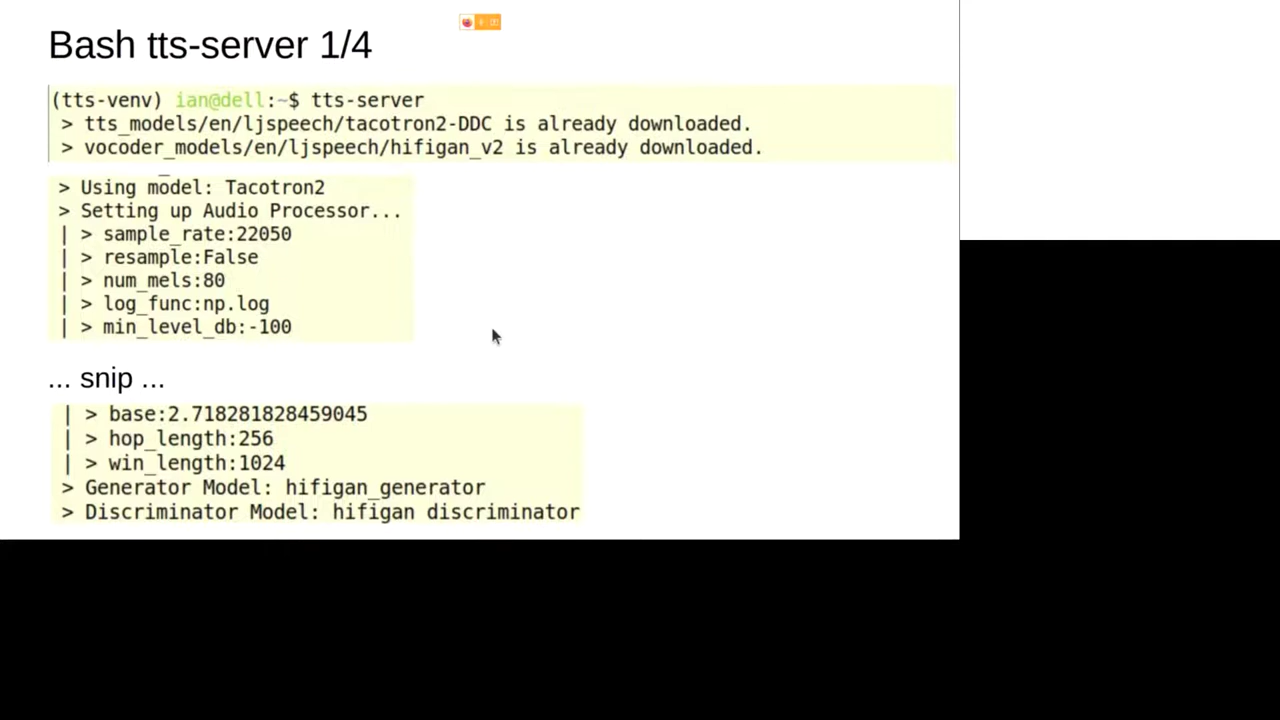 Bash tts-server 1/4
(tts-venv) ian@dell:~$ tts-server
> tts_models/en/ljspeech/tacotron2-DDC is already downloaded.
> vocoder_models/en/ljspeech/hifigan_v2 is already downloaded.
> Using model: Tacotron2
> Setting up Audio Processor...
| > sample_rate:22050
| > resample:False
| > num_mels:80
| > log_func:np.log
| > min_level_db:-100
... snip ...
| > base:2.718281828459045
| > hop_length:256
| > win_length:1024
> Generator Model: hifigan_generator
> Discriminator Model: hifigan discriminator